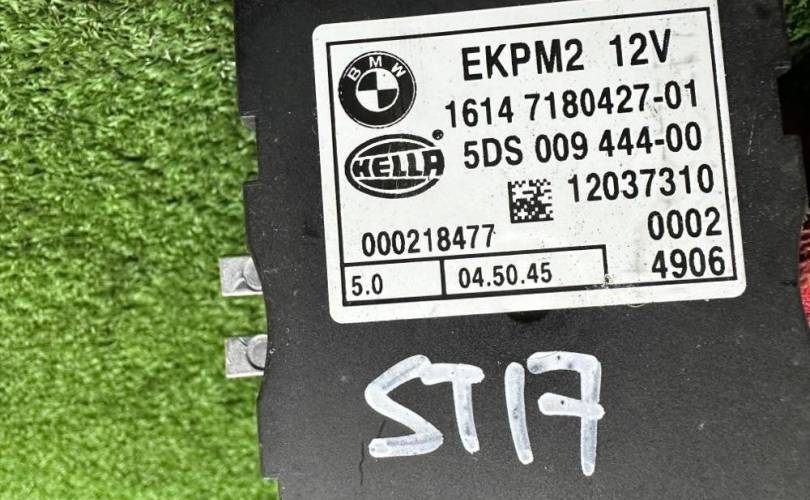 BMW
EKPM2 12V
1614 7180427-01
HELLA ®
5DS 009 444-00
12037310
000218477
0002
5.0
04.50.45
4906
ST17